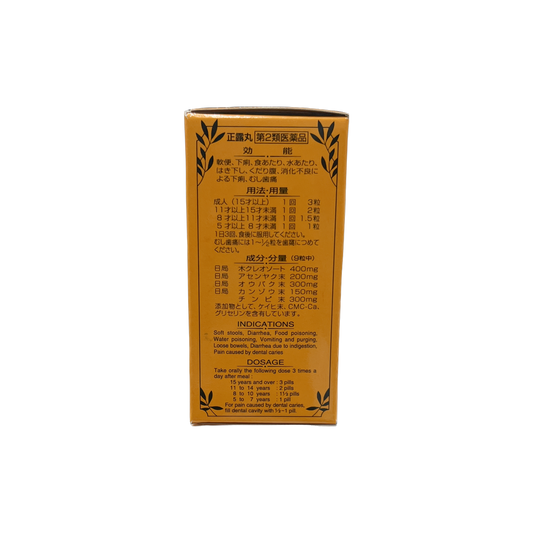 正露丸 第2類医薬品
効能
軟便、下痢、食あたり、水あたり、
はき下し、くだり腹、消化不良に
よる下痢、むし歯痛
用法・用量
成人(15才以上) 1回 3粒
11才以上15才未満 1回 2粒
8才以上11才未満 1回 1.5粒
5才以上 8才未満 1回 1粒
1日3回、食後に服用してください。
むし歯痛には1〜½粒を歯窩につめて
ください。
成分・分量 (9粒中)
日局 木クレオソート 400mg
日局 アセンヤク末 200mg
日局 オウバク末 300mg
日局 カンゾウ末 150mg
チンピ末 300mg
添加物として、ケイヒ末、CMC-Ca、
グリセリンを含有しています。
INDICATIONS
Soft stools, Diarrhea, Food poisoning,
Water poisoning, Vomiting and purging,
Loose bowels, Diarrhea due to indigestion,
Pain caused by dental caries
DOSAGE
Take orally the following dose 3 times a
day after meal.
15 years and over : 3 pills
11 to 14 years : 2 pills
8 to 10 years : 1½ pills
5 to 7 years : 1 pill
For pain caused by dental caries,
fill dental cavity with ½~1 pill